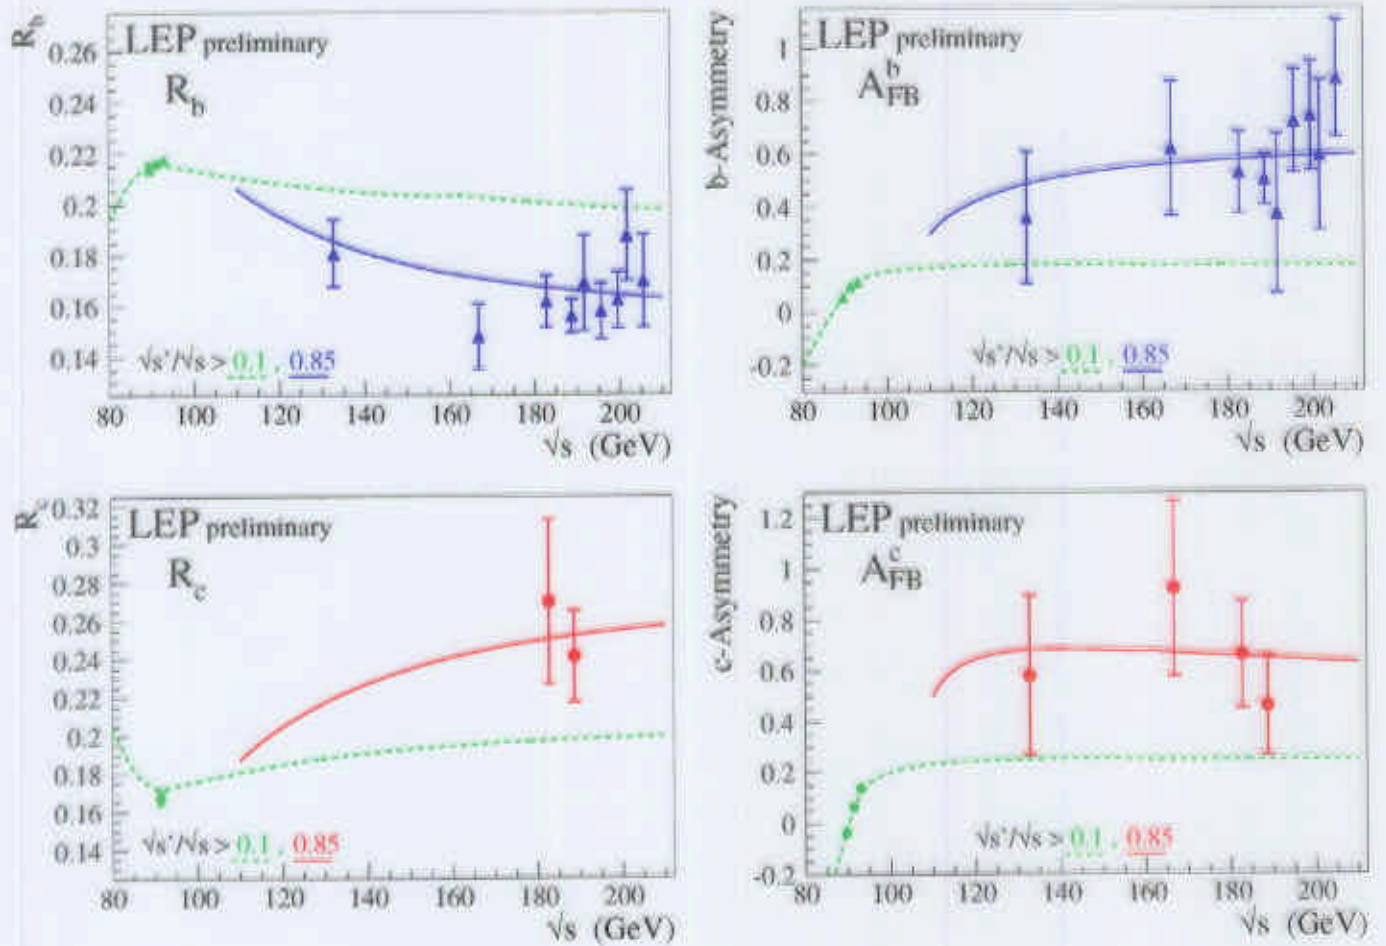 R_b
LEP preliminary
R_b
0.26
0.24
0.22
0.2
0.18
0.16
0.14
√s'/√s > 0.1 , 0.85
80 100 120 140 160 180 200
√s (GeV)
b-Asymmetry
LEP preliminary
A_FB^b
1
0.8
0.6
0.4
0.2
0
-0.2
√s'/√s > 0.1 , 0.85
80 100 120 140 160 180 200
√s (GeV)
LEP preliminary
R_c
0.32
0.3
0.28
0.26
0.24
0.22
0.2
0.18
0.16
0.14
√s'/√s > 0.1 , 0.85
80 100 120 140 160 180 200
√s (GeV)
c-Asymmetry
LEP preliminary
A_FB^c
1.2
1
0.8
0.6
0.4
0.2
0
-0.2
√s'/√s > 0.1 , 0.85
80 100 120 140 160 180 200
√s (GeV)